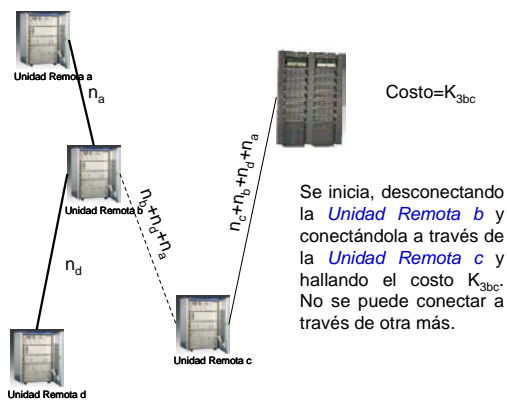 Unidad Remota a
n_a
Costo=K_3bc
Unidad Remota b
n_b+n_d+n_a
n_c+n_b+n_d+n_a
n_d
Se inicia, desconectando
la Unidad Remota b y
conectándola a través de
la Unidad Remota c y
hallando el costo K_3bc.
No se puede conectar a
través de otra más.
Unidad Remota c
Unidad Remota d